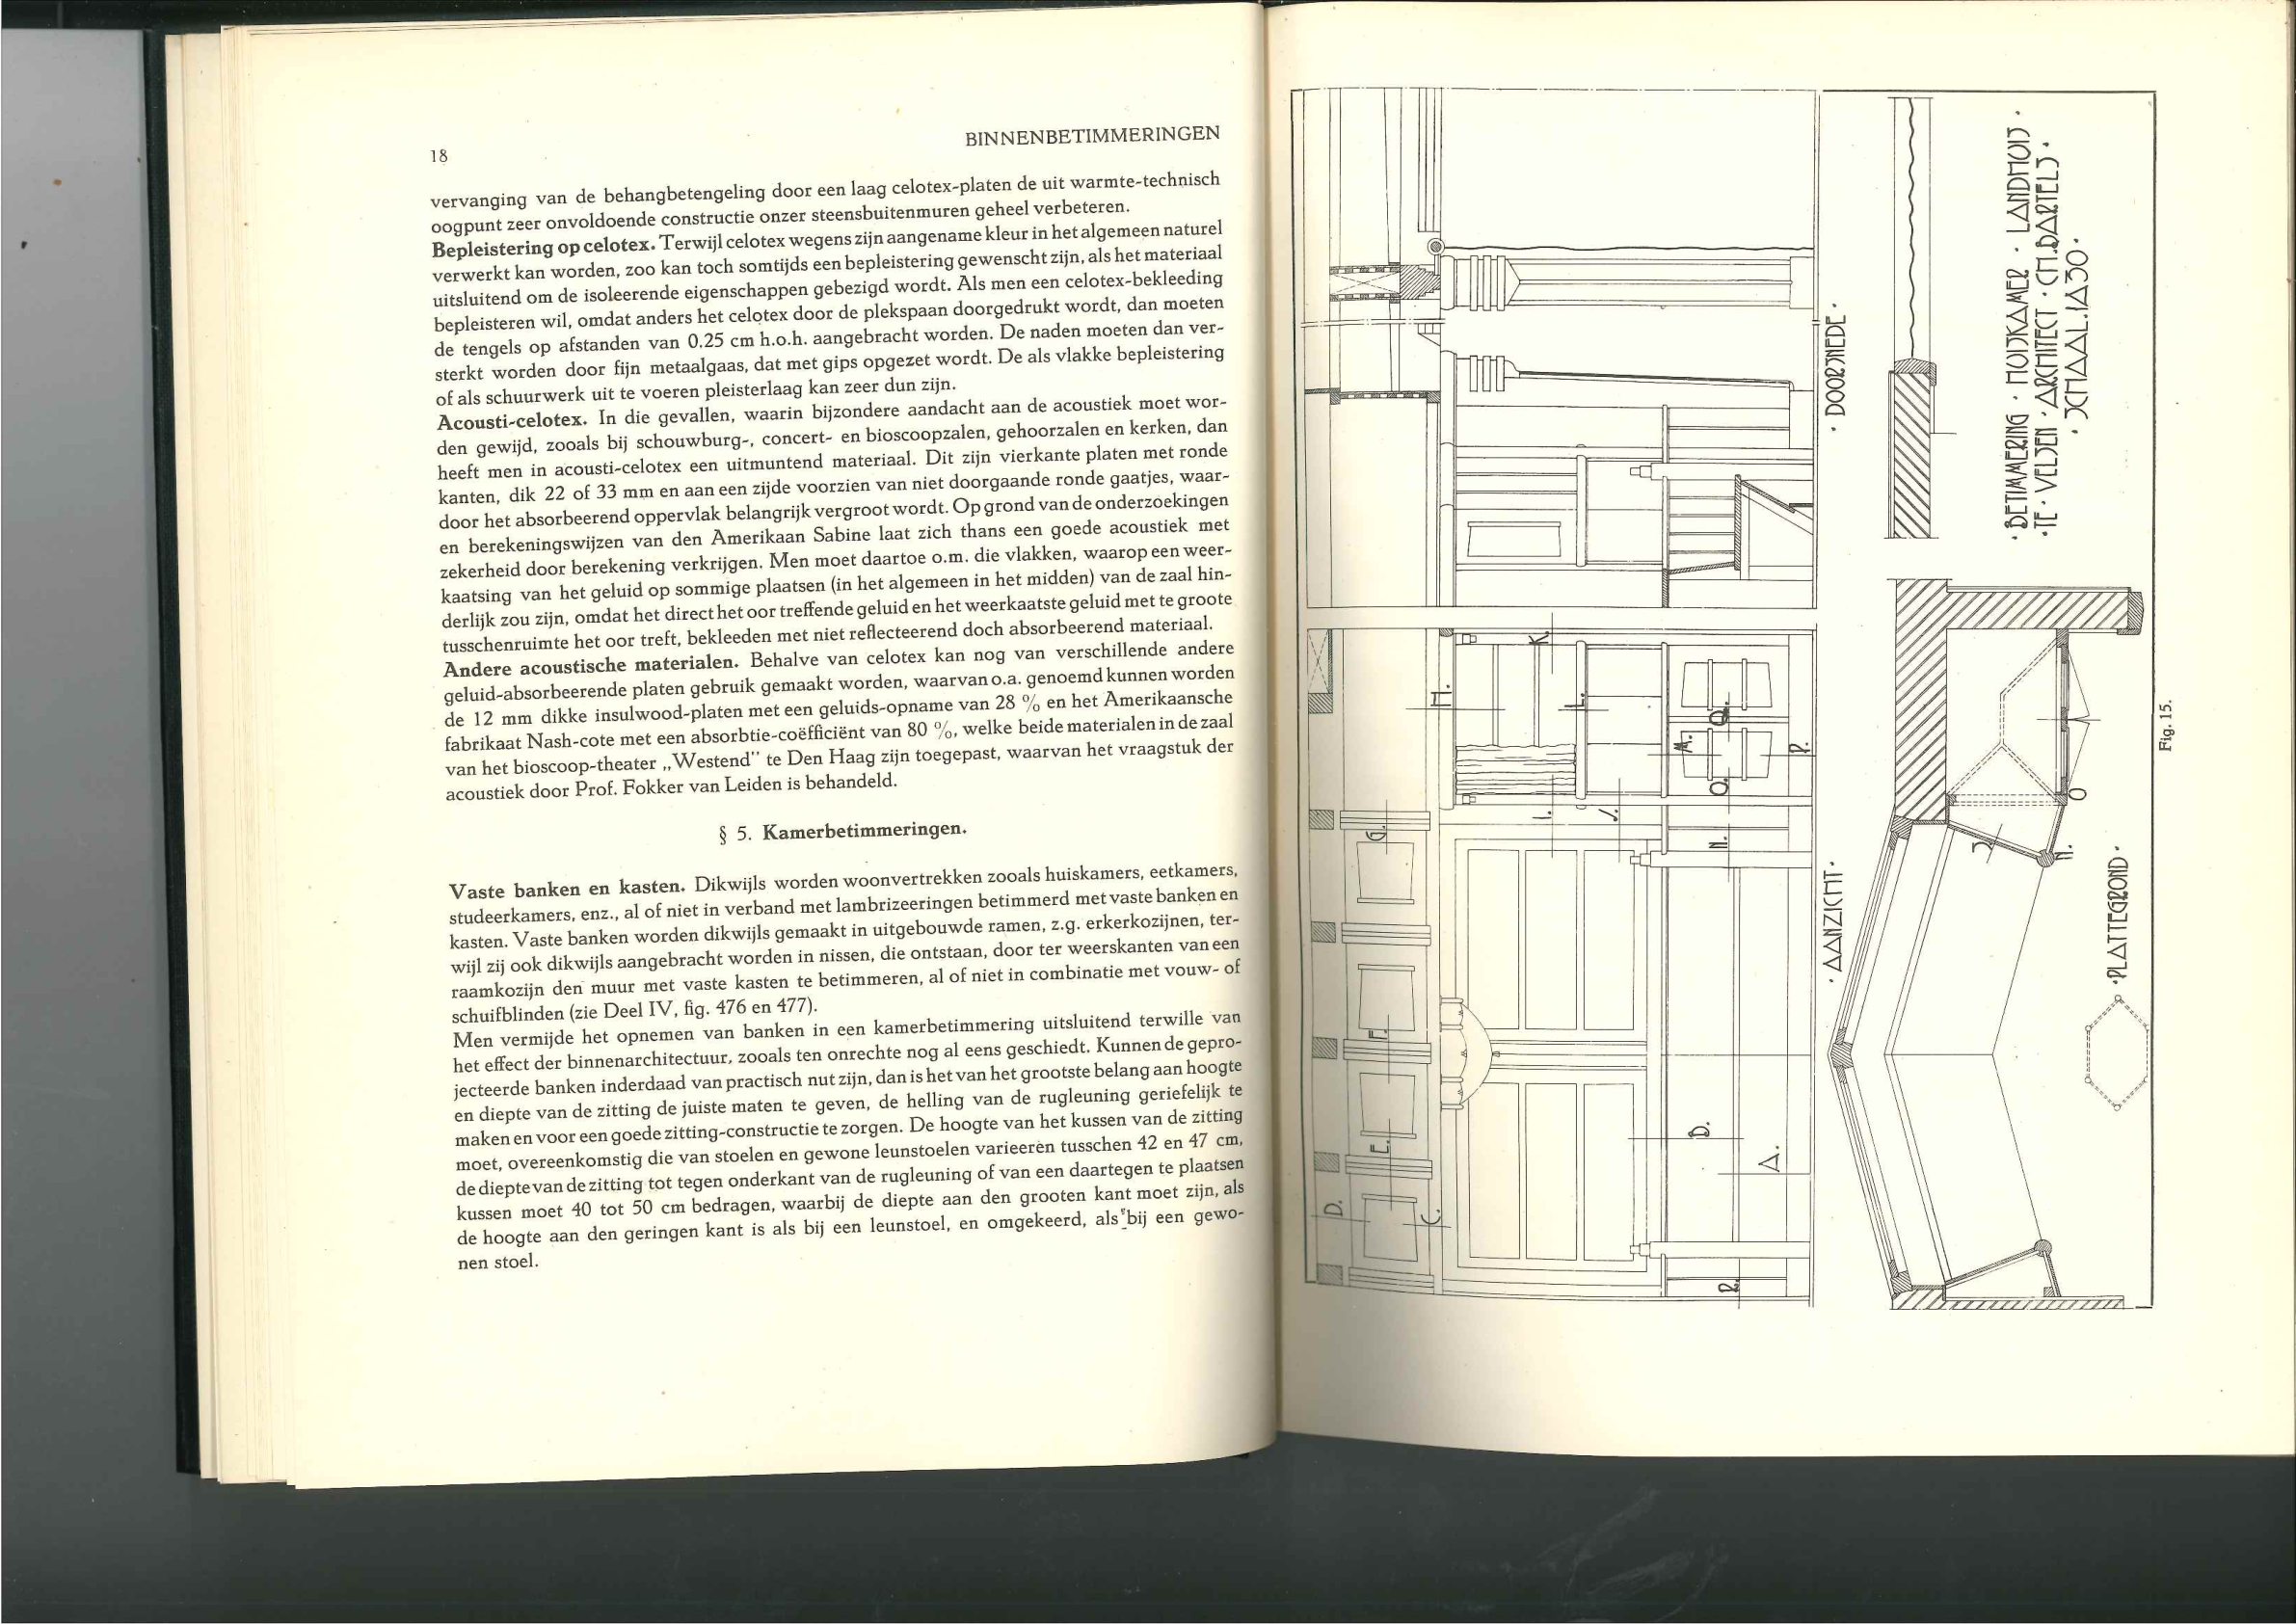 18
BINNENBETIMMERINGEN
vervanging van de behangbetengeling door een laag celotex-platen de uit warmte-technisch
oogpunt zeer onvoldoende constructie onzer steensbuitenmuren geheel verbeteren.
Bepleistering op celotex. Terwijl celotex wegens zijn aangename kleur in het algemeen naturel
verwerkt kan worden, zoo kan toch somtijds een bepleistering gewenscht zijn, als het materiaal
uitsluitend om de isoleerende eigenschappen gebezigd wordt. Als men een celotex-bekleeding
bepleisteren wil, omdat anders het celotex door de plekspaan doorgedrukt wordt, dan moeten
de tengels op afstanden van 0.25 cm h.o.h. aangebracht worden. De naden moeten dan ver-
sterkt worden door fijn metaalgaas, dat met gips opgezet wordt. De als vlakke bepleistering
of als schuurwerk uit te voeren pleisterlaag kan zeer dun zijn.
Acousti-celotex. In die gevallen, waarin bijzondere aandacht aan de acoustiek moet wor-
den gewijd, zooals bij schouwburg-, concert- en bioscoopzalen, gehoorzalen en kerken, dan
heeft men in acousti-celotex een uitmuntend materiaal. Dit zijn vierkante platen met ronde
kanten, dik 22 of 33 mm en aan een zijde voorzien van niet doorgaande ronde gaatjes, waar-
door het absorbeerend oppervlak belangrijk vergroot wordt. Op grond van de onderzoekingen
en berekeningswijzen van den Amerikaan Sabine laat zich thans een goede acoustiek met
zekerheid door berekening verkrijgen. Men moet daartoe o.m. die vlakken, waarop een weer-
kaatsing van het geluid op sommige plaatsen (in het algemeen in het midden) van de zaal hin-
derlijk zou zijn, omdat het direct het oor treffende geluid en het weerkaatste geluid met te groote
tusschenruimte het oor treft, bekleeden met niet reflecteerend doch absorbeerend materiaal.
Andere acoustische materialen. Behalve van celotex kan nog van verschillende andere
geluid-absorbeerende platen gebruik gemaakt worden, waarvan o.a. genoemd kunnen worden
de 12 mm dikke insulwood-platen met een geluids-opname van 28 % en het Amerikaansche
fabrikaat Nash-cote met een absorbtie-coëfficiënt van 80 %, welke beide materialen in de zaal
van het bioscoop-theater „Westend" te Den Haag zijn toegepast, waarvan het vraagstuk der
acoustiek door Prof. Fokker van Leiden is behandeld.
§ 5. Kamerbetimmeringen.
Vaste banken en kasten. Dikwijls worden woonvertrekken zooals huiskamers, eetkamers,
studeerkamers, enz., al of niet in verband met lambrizeeringen betimmerd met vaste banken en
kasten. Vaste banken worden dikwijls gemaakt in uitgebouwde ramen, z.g. erkerkozijnen, ter-
wijl zij ook dikwijls aangebracht worden in nissen, die ontstaan, door ter weerskanten van een
raamkozijn den muur met vaste kasten te betimmeren, al of niet in combinatie met vouw- of
schuifblinden (zie Deel IV, fig. 476 en 477).
Men vermijde het opnemen van banken in een kamerbetimmering uitsluitend terwille van
het effect der binnenarchitectuur, zooals ten onrechte nog al eens geschiedt. Kunnen de gepro-
jecteerde banken inderdaad van practisch nut zijn, dan is het van het grootste belang aan hoogte
en diepte van de zitting de juiste maten te geven, de helling van de rugleuning geriefelijk te
maken en voor een goede zitting-constructie te zorgen. De hoogte van het kussen van de zitting
moet, overeenkomstig die van stoelen en gewone leunstoelen varieeren tusschen 42 en 47 cm,
de diepte van de zitting tot tegen onderkant van de rugleuning of van een daartegen te plaatsen
kussen moet 40 tot 50 cm bedragen, waarbij de diepte aan den grooten kant moet zijn, als
de hoogte aan den geringen kant is als bij een leunstoel, en omgekeerd, als bij een gewo-
nen stoel.
D.
C.
E.
F.
G.
H.
K.
L.
I.
J.
M.
Q.
O.
P.
N.
D.
A.
R.
· AANZICHT ·
· DOORSNEDE ·
· BETIMMERING · HUISKAMER · LANDHUIS ·
· TE · VELSEN · ARCHITECT · CH. BARTELS ·
· SCHAAL. 1 À 30 ·
O
N.
J
· PLATTEGROND ·
Fig. 15.